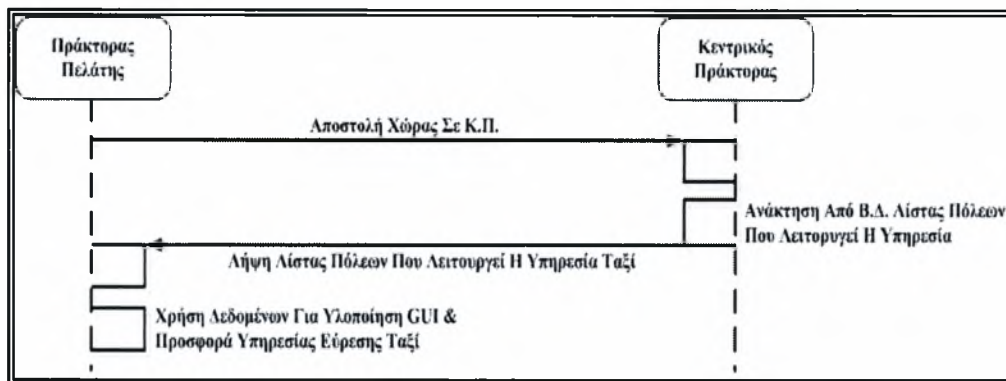 Πράκτορας
Πελάτης
Κεντρικός
Πράκτορας
Αποστολή Χώρας Σε Κ.Π.
Ανάκτηση Από Β.Δ. Λίστας Πόλεων
Που Λειτορυγεί Η Υπηρεσία
Λήψη Λίστας Πόλεων Που Λειτουργεί Η Υπηρεσία Ταξί
Χρήση Δεδομένων Για Υλοποίηση GUI &
Προσφορά Υπηρεσίας Εύρεσης Ταξί